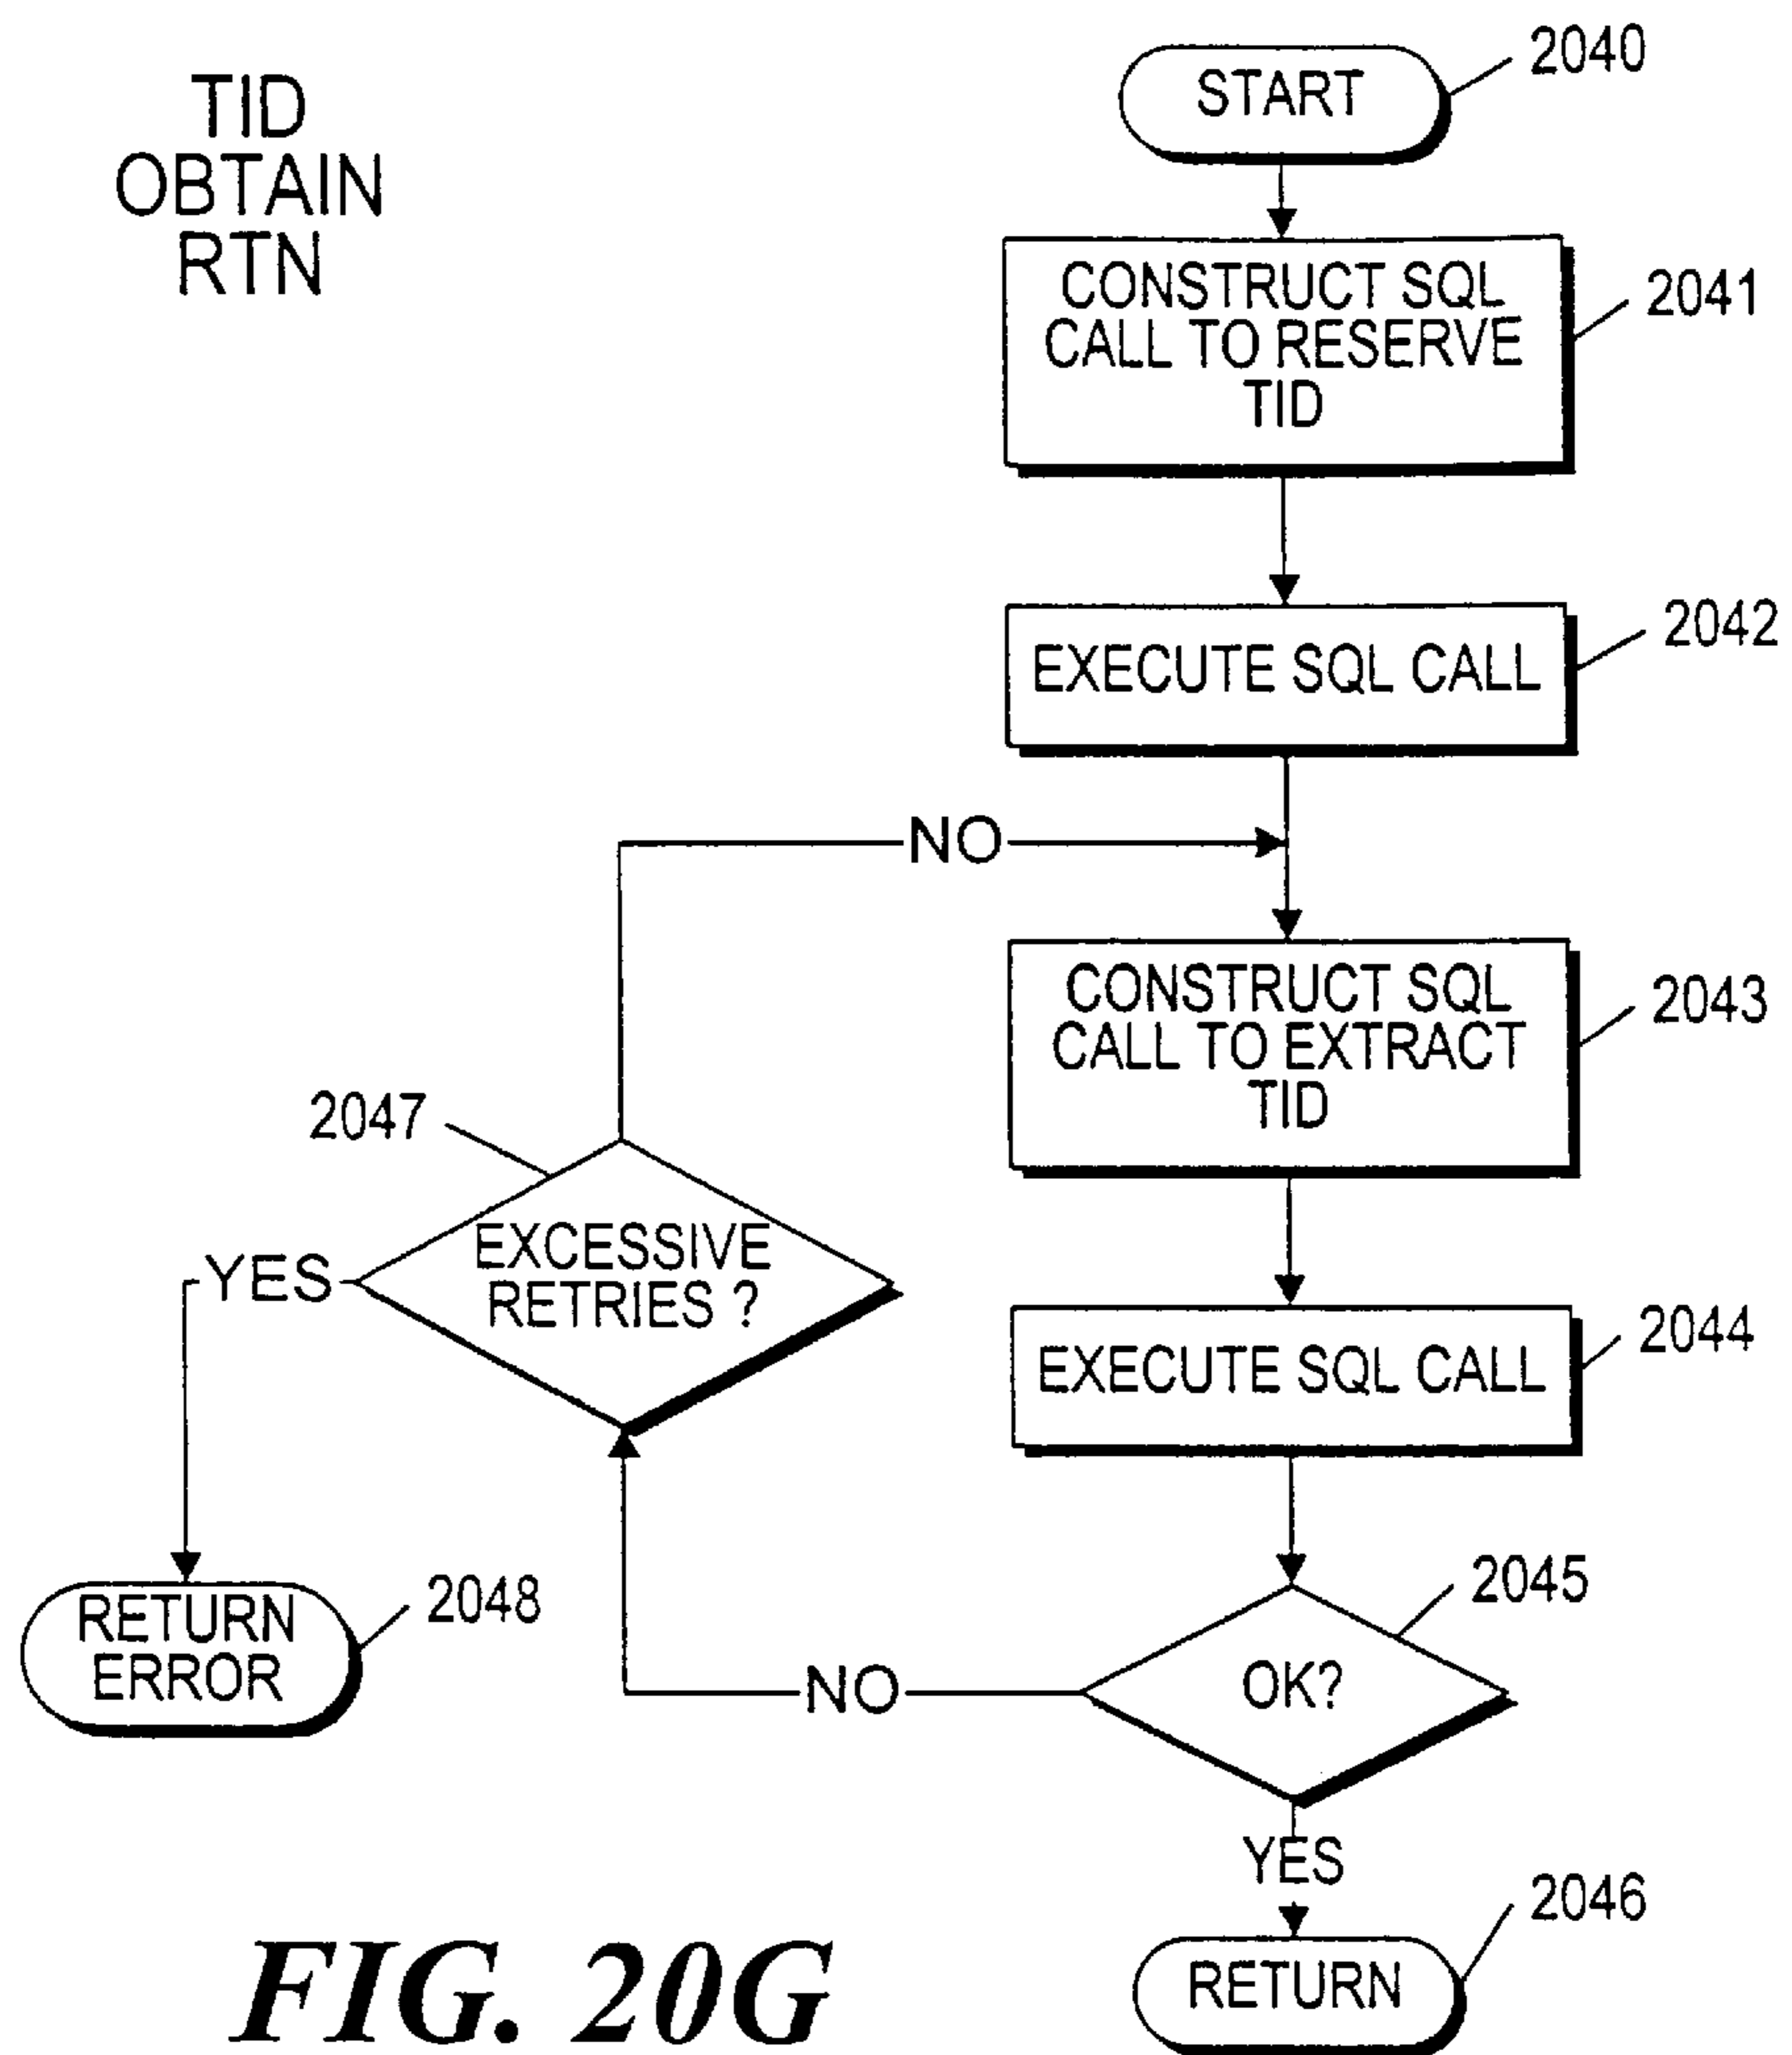 TID
OBTAIN
RTN
START
2040
CONSTRUCT SQL
CALL TO RESERVE
TID
2041
EXECUTE SQL CALL
2042
NO
CONSTRUCT SQL
CALL TO EXTRACT
TID
2043
2047
EXCESSIVE
RETRIES ?
YES
EXECUTE SQL CALL
2044
RETURN
ERROR
2048
OK?
2045
NO
YES
RETURN
2046
FIG. 20G